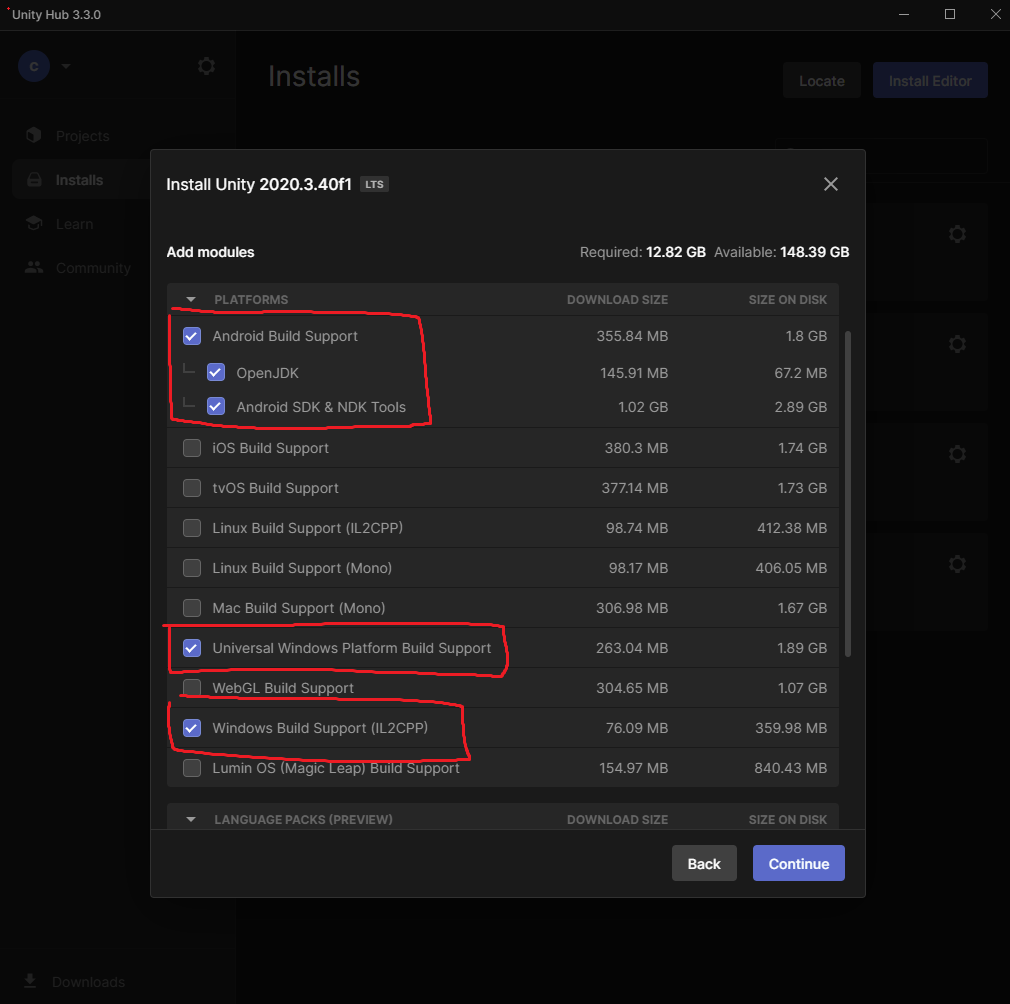 Unity Hub 3.3.0
C
Installs
Locate
Install Editor
Projects
Installs
Learn
Community
Install Unity 2020.3.40f1 LTS
Add modules
Required: 12.82 GB Available: 148.39 GB
PLATFORMS DOWNLOAD SIZE SIZE ON DISK
Android Build Support 355.84 MB 1.8 GB
OpenJDK 145.91 MB 67.2 MB
Android SDK & NDK Tools 1.02 GB 2.89 GB
iOS Build Support 380.3 MB 1.74 GB
tvOS Build Support 377.14 MB 1.73 GB
Linux Build Support (IL2CPP) 98.74 MB 412.38 MB
Linux Build Support (Mono) 98.17 MB 406.05 MB
Mac Build Support (Mono) 306.98 MB 1.67 GB
Universal Windows Platform Build Support 263.04 MB 1.89 GB
WebGL Build Support 304.65 MB 1.07 GB
Windows Build Support (IL2CPP) 76.09 MB 359.98 MB
Lumin OS (Magic Leap) Build Support 154.97 MB 840.43 MB
LANGUAGE PACKS (PREVIEW) DOWNLOAD SIZE SIZE ON DISK
Back
Continue
Downloads